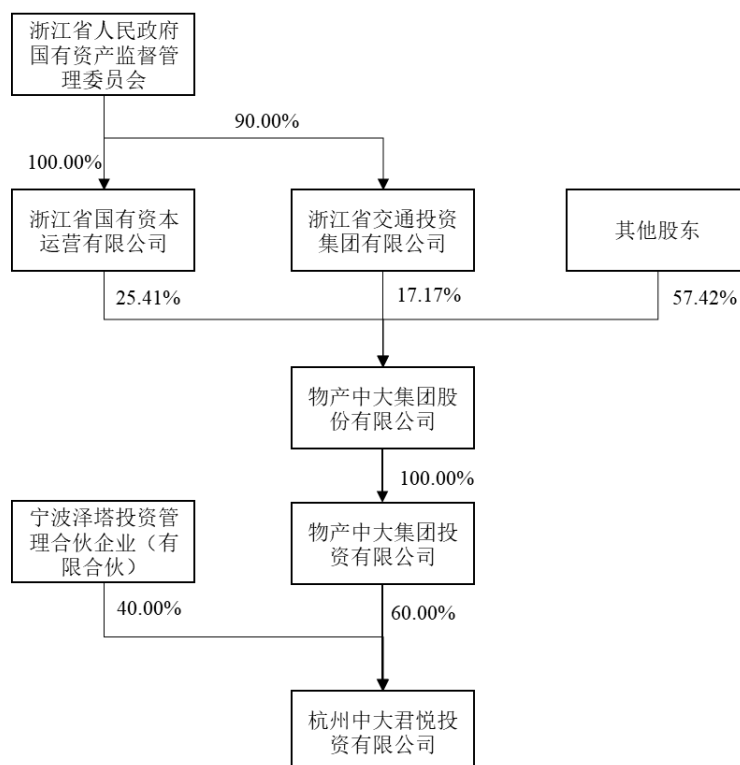 浙江省人民政府
国有资产监督管
理委员会
90.00%
100.00%
浙江省国有资本
运营有限公司
浙江省交通投资
集团有限公司
其他股东
25.41%
17.17%
57.42%
物产中大集团股
份有限公司
100.00%
宁波泽塔投资管
理合伙企业（有
限合伙）
物产中大集团投
资有限公司
40.00%
60.00%
杭州中大君悦投
资有限公司